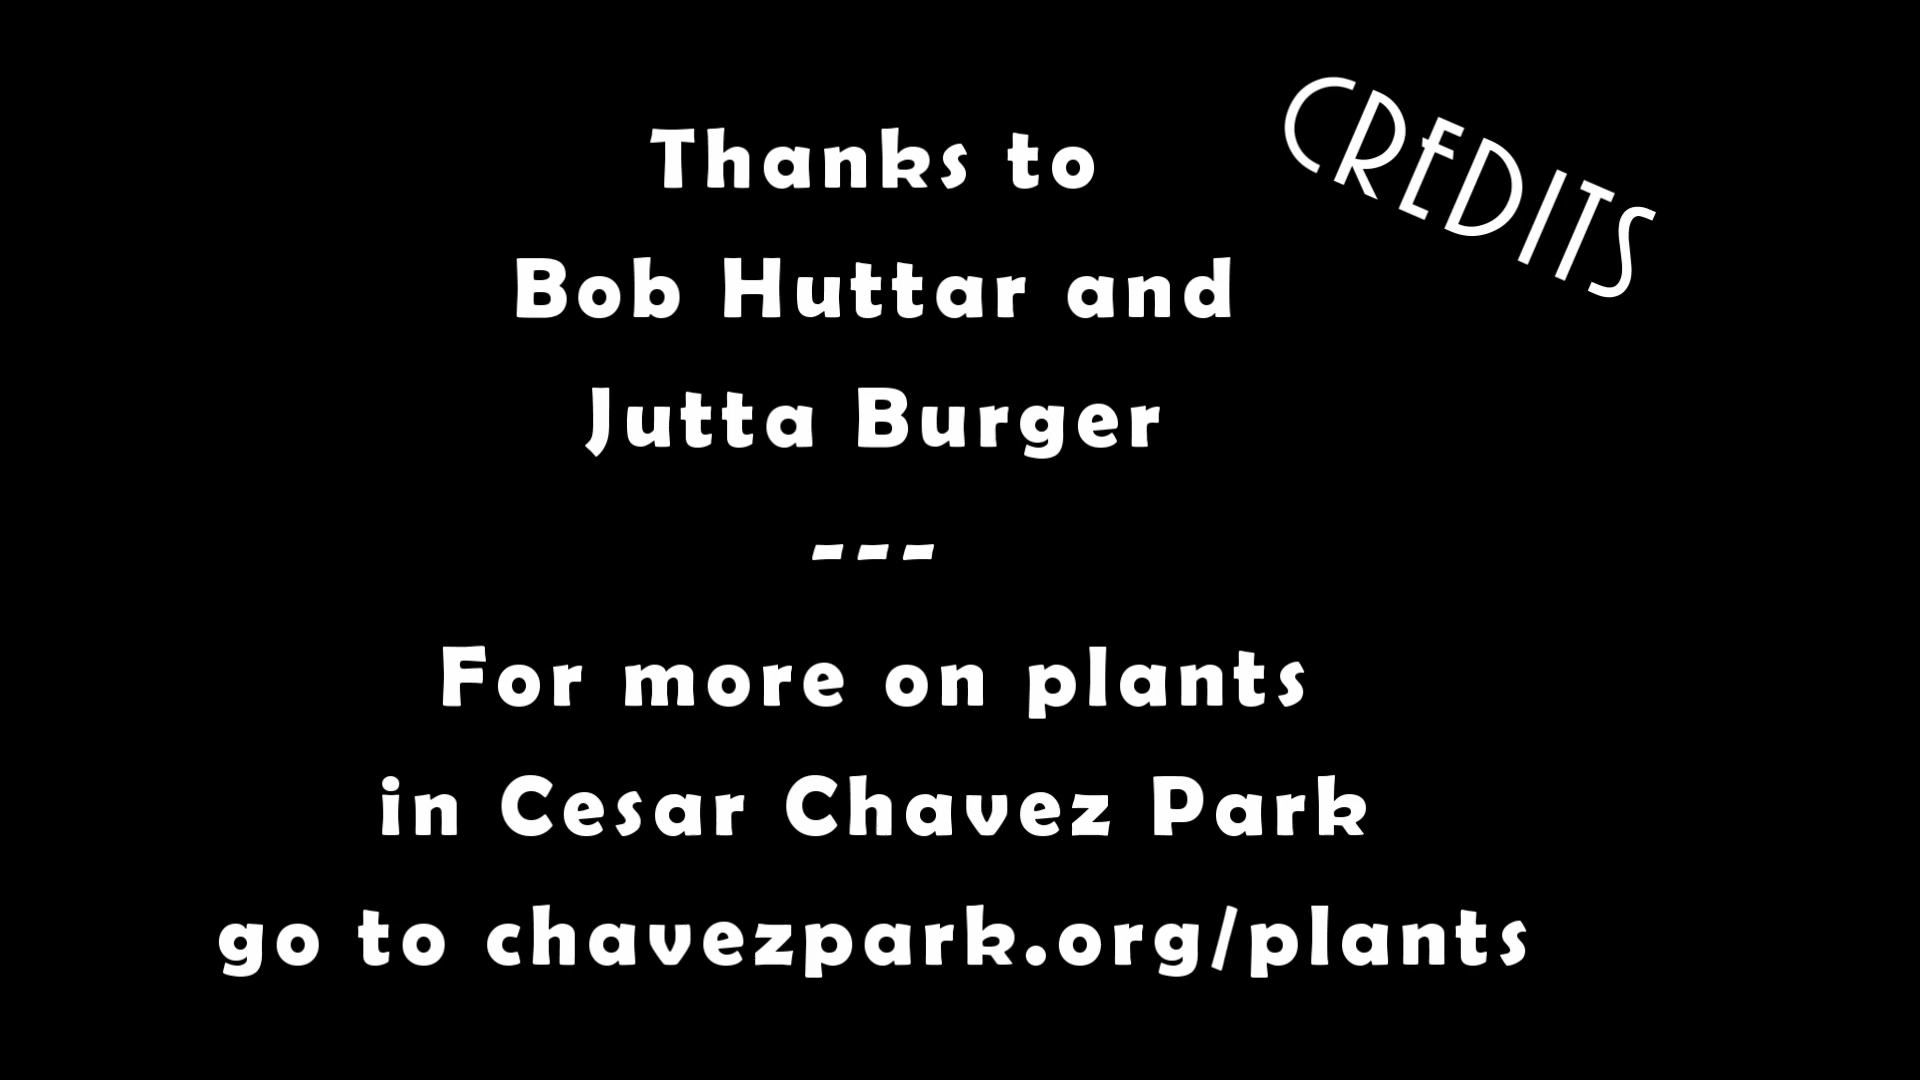 CREDITS
Thanks to
Bob Huttar and
Jutta Burger
---
For more on plants
in Cesar Chavez Park
go to chavezpark.org/plants